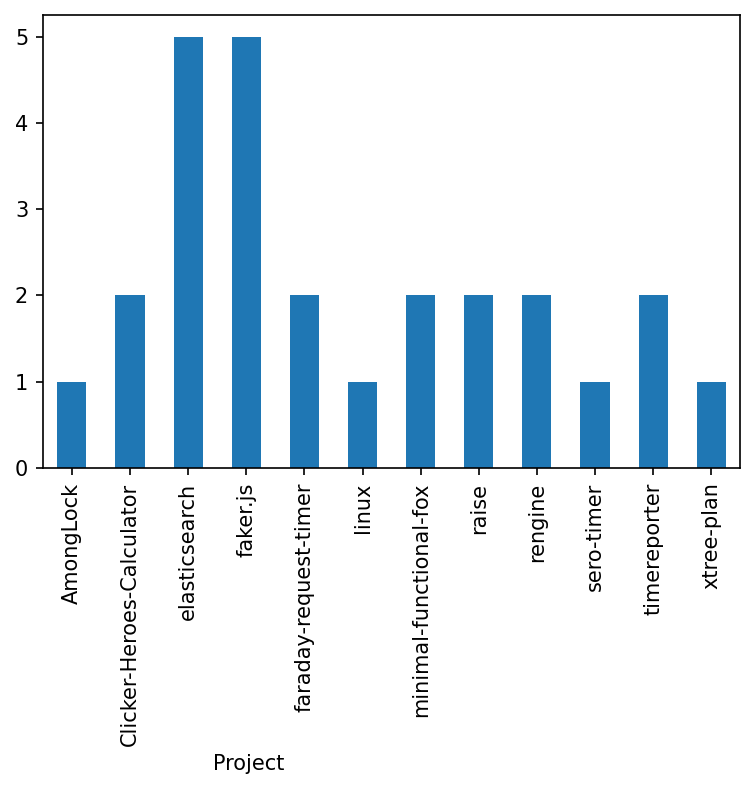 5
4
3
2
1
0
AmongLock
Clicker-Heroes-Calculator
elasticsearch
faker.js
faraday-request-timer
linux
minimal-functional-fox
raise
rengine
sero-timer
timereporter
xtree-plan
Project